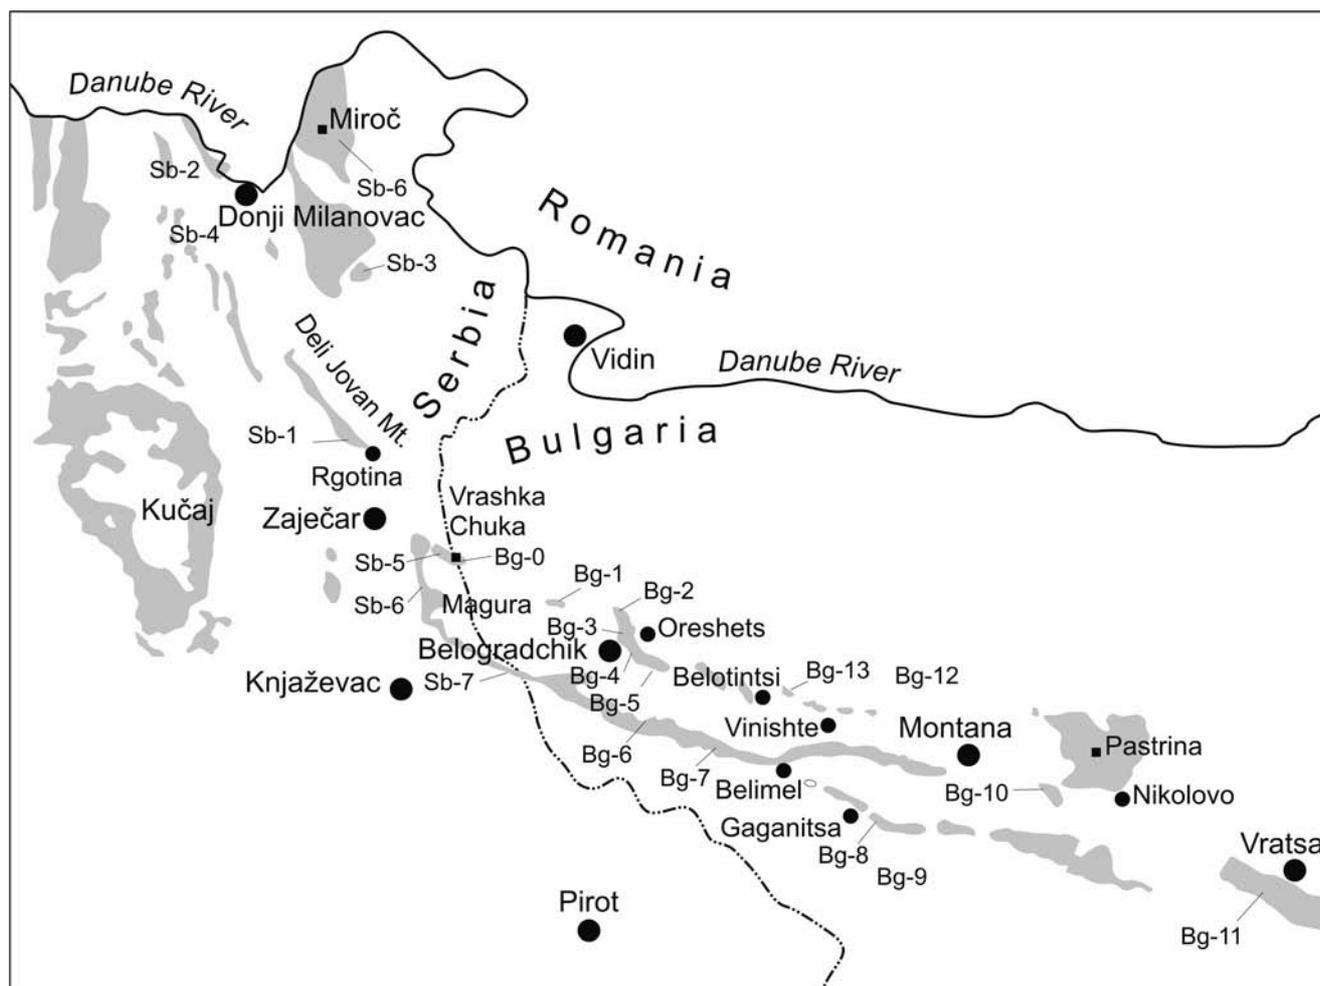 Danube River
Miroč
Sb-2
Sb-6
Donji Milanovac
Sb-4
Sb-3
Romania
Serbia
Deli Jovan Mt.
Vidin
Danube River
Bulgaria
Sb-1
Rgotina
Kučaj
Zaječar
Vrashka
Chuka
Sb-5
Bg-0
Sb-6
Magura
Bg-1
Bg-2
Bg-3
Oreshets
Belogradchik
Bg-4
Belotintsi
Bg-13
Bg-12
Knjaževac
Sb-7
Bg-5
Vinishte
Montana
Bg-6
Pastrina
Bg-7
Belimel
Bg-10
Nikolovo
Gaganitsa
Bg-8
Vratsa
Bg-9
Pirot
Bg-11